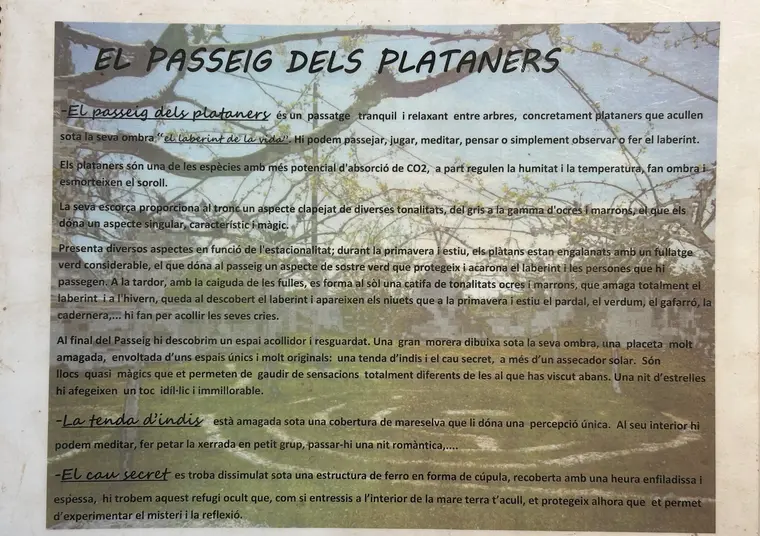 EL PASSEIG DELS PLATANERS
-El passeig dels plataners és un passatge tranquil i relaxant entre arbres, concretament plataners que acullen
sota la seva ombra "el laberint de la vida". Hi podem passejar, jugar, meditar, pensar o simplement observar o fer el laberint.
Els plataners són una de les espècies amb més potencial d'absorció de CO2, a part regulen la humitat i la temperatura, fan ombra i
esmorteixen el soroll.
La seva escorça proporciona al tronc un aspecte clapejat de diverses tonalitats, del gris a la gamma d'ocres i marrons, el que els
dóna un aspecte singular, característic i màgic.
Presenta diversos aspectes en funció de l'estacionalitat; durant la primavera i estiu, els plàtans estan engalanats amb un fullatge
verd considerable, el que dóna al passeig un aspecte de sostre verd que protegeix i acarona el laberint i les persones que hi
passegen. A la tardor, amb la caiguda de les fulles, es forma al sòl una catifa de tonalitats ocres i marrons, que amaga totalment el
laberint i a l'hivern, queda al descobert el laberint i apareixen els niuets que a la primavera i estiu el pardal, el verdum, el gafarró, la
cadernera,... hi fan per acollir les seves cries.
Al final del Passeig hi descobrim un espai acollidor i resguardat. Una gran morera dibuixa sota la seva ombra, una placeta molt
amagada, envoltada d'uns espais únics i molt originals: una tenda d'indis i el cau secret, a més d'un assecador solar. Són
llocs quasi màgics que et permeten de gaudir de sensacions totalment diferents de les al que has viscut abans. Una nit d'estrelles
hi afegeixen un toc idíl·lic i immillorable.
-La tenda d'indis està amagada sota una cobertura de mareselva que li dóna una percepció única. Al seu interior hi
podem meditar, fer petar la xerrada en petit grup, passar-hi una nit romàntica,....
-El cau secret es troba dissimulat sota una estructura de ferro en forma de cúpula, recoberta amb una heura enfiladissa i
espessa, hi trobem aquest refugi ocult que, com si entressis a l'interior de la mare terra t'acull, et protegeix alhora que et permet
d'experimentar el misteri i la reflexió.